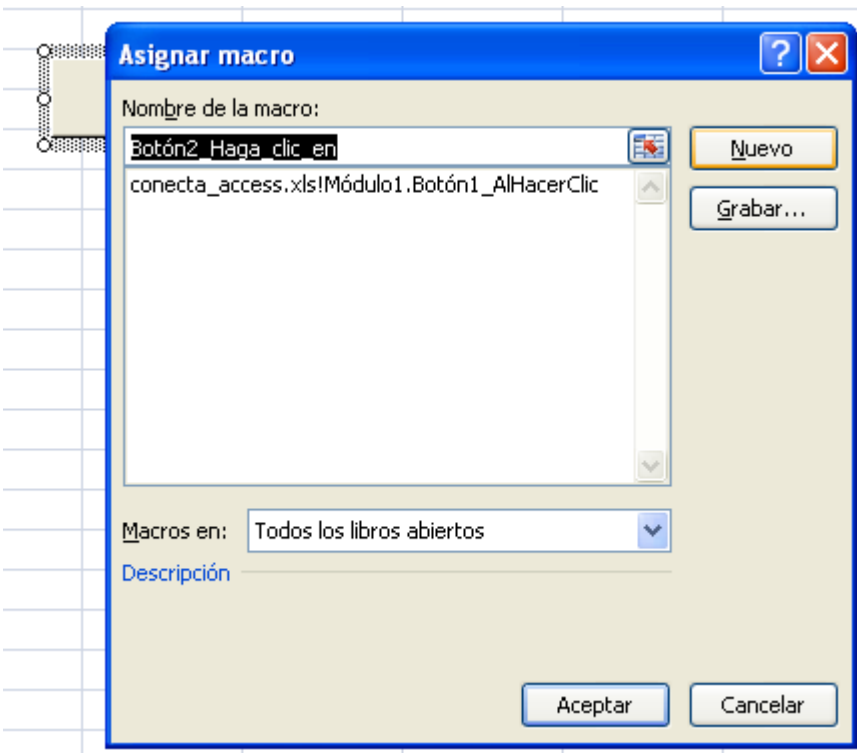 Asignar macro
Nombre de la macro:
Botón2_Haga_clic_en
Nuevo
conecta_access.xls!Módulo1.Botón1_AlHacerClic
Grabar...
Macros en: Todos los libros abiertos
Descripción
Aceptar Cancelar